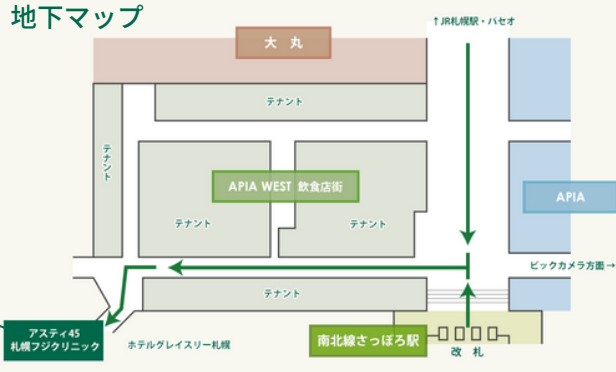 地下マップ
↑JR札幌駅・パセオ
大丸
テナント
テナント
APIA WEST 飲食店街
テナント
テナント
APIA
ビックカメラ方面→
テナント
アスティ45
札幌フジクリニック
ホテルグレイスリー札幌
南北線さっぽろ駅
改札